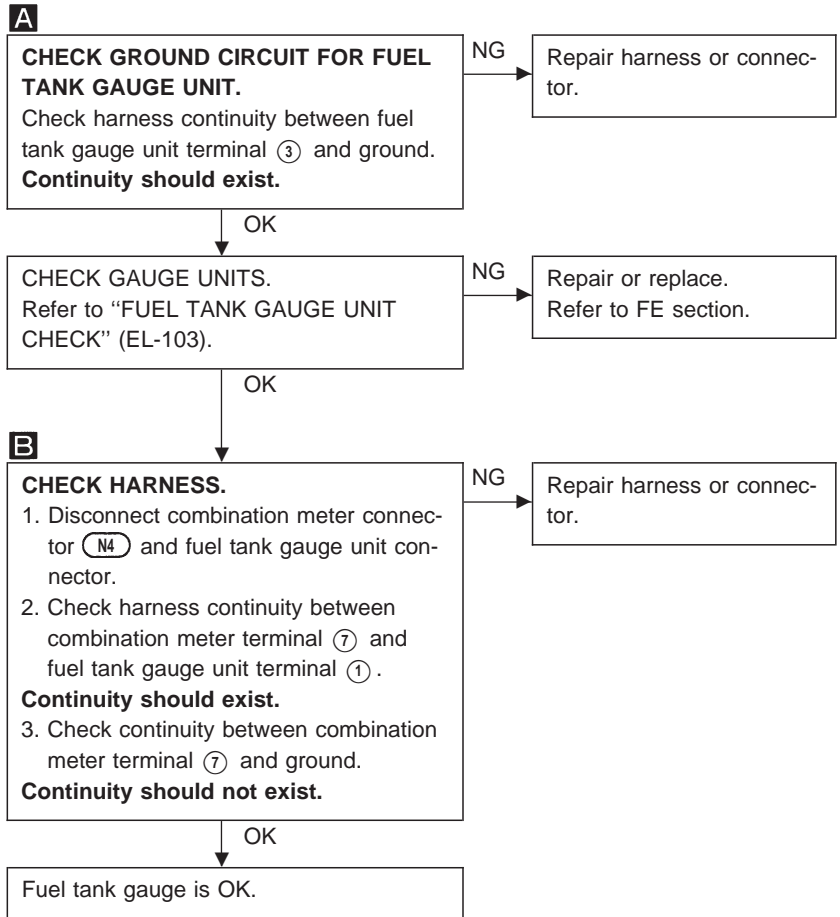 A
CHECK GROUND CIRCUIT FOR FUEL
TANK GAUGE UNIT.
Check harness continuity between fuel
tank gauge unit terminal ③ and ground.
Continuity should exist.
NG
Repair harness or connec-
tor.
OK
CHECK GAUGE UNITS.
Refer to ‘‘FUEL TANK GAUGE UNIT
CHECK’’ (EL-103).
NG
Repair or replace.
Refer to FE section.
OK
B
CHECK HARNESS.
1. Disconnect combination meter connec-
tor N4 and fuel tank gauge unit con-
nector.
2. Check harness continuity between
combination meter terminal ⑦ and
fuel tank gauge unit terminal ①.
Continuity should exist.
3. Check continuity between combination
meter terminal ⑦ and ground.
Continuity should not exist.
NG
Repair harness or connec-
tor.
OK
Fuel tank gauge is OK.